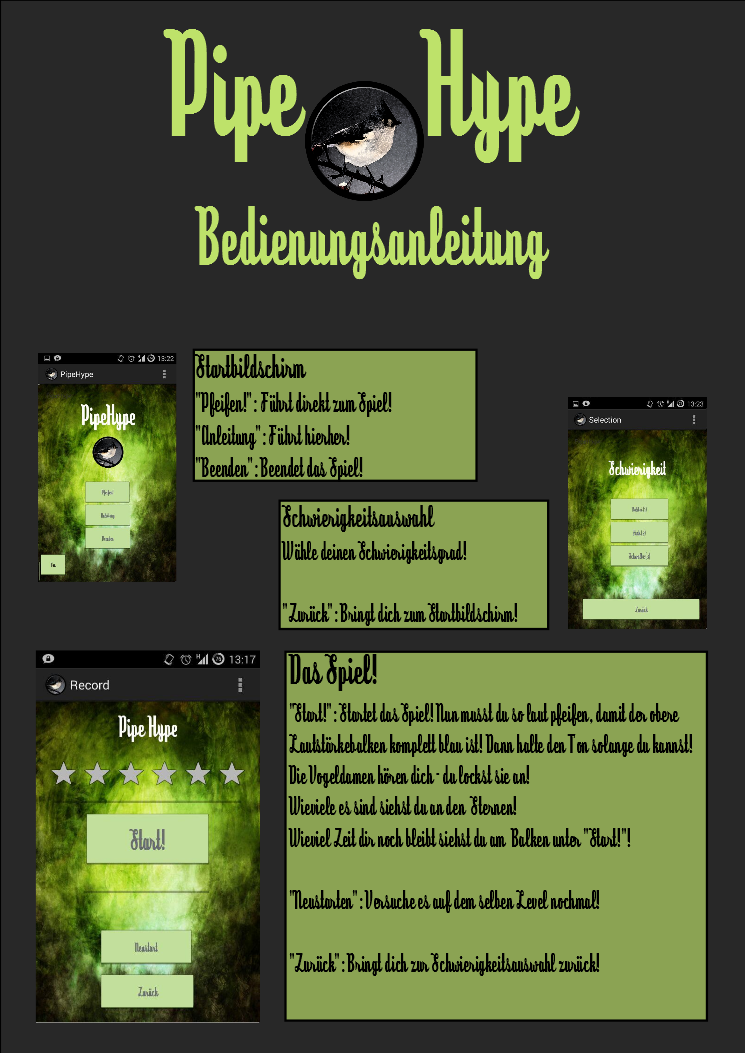 Pipe Hype
Bedienungsanleitung
13:22
PipeHype
PipeHype
Pfeifen!
Anleitung
Beenden
Startbildschirm
"Pfeifen!" : Führt direkt zum Spiel!
"Anleitung" : Führt hierher!
"Beenden" : Beendet das Spiel!
13:23
Selection
Schwierigkeit
Zurück
Schwierigkeitsauswahl
Wähle deinen Schwierigkeitsgrad!
"Zurück" : Bringt dich zum Startbildschirm!
13:17
Record
Pipe Hype
Start!
Neustart
Zurück
Das Spiel!
"Start!" : Startet das Spiel! Nun musst du so laut pfeifen, damit der obere
Lautstärkebalken komplett blau ist! Dann halte den Ton solange du kannst!
Die Vogeldamen hören dich - du lockst sie an!
Wieviele es sind siehst du an den Sternen!
Wieviel Zeit dir noch bleibt siehst du am Balken unter "Start!"!
"Neustarten" : Versuche es auf dem selben Level nochmal!
"Zurück" : Bringt dich zur Schwierigkeitsauswahl zurück!